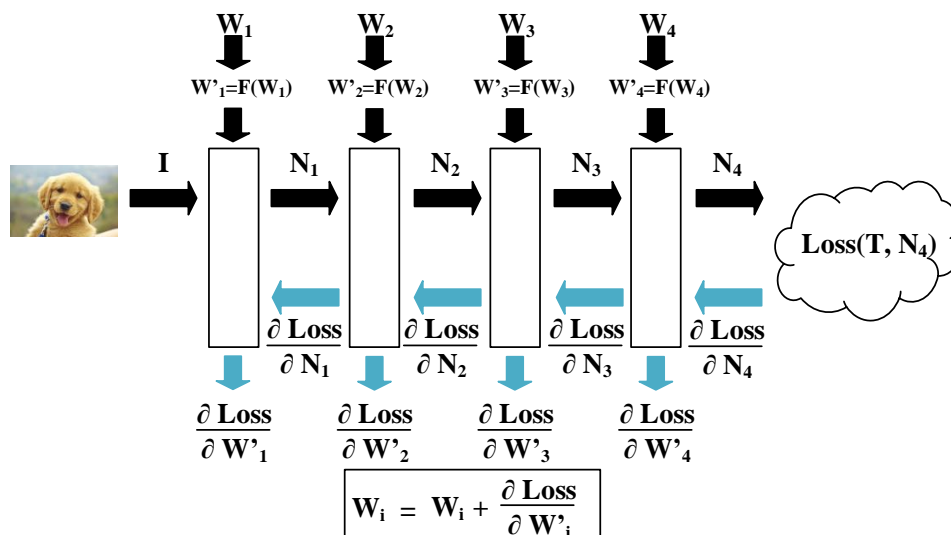 W₁ W₂ W₃ W₄
W'₁=F(W₁) W'₂=F(W₂) W'₃=F(W₃) W'₄=F(W₄)
I N₁ N₂ N₃ N₄
Loss(T, N₄)
∂ Loss ∂ Loss ∂ Loss ∂ Loss
∂ N₁ ∂ N₂ ∂ N₃ ∂ N₄
∂ Loss ∂ Loss ∂ Loss ∂ Loss
∂ W'₁ ∂ W'₂ ∂ W'₃ ∂ W'₄
Wᵢ = Wᵢ + ∂ Loss
∂ W'ᵢ